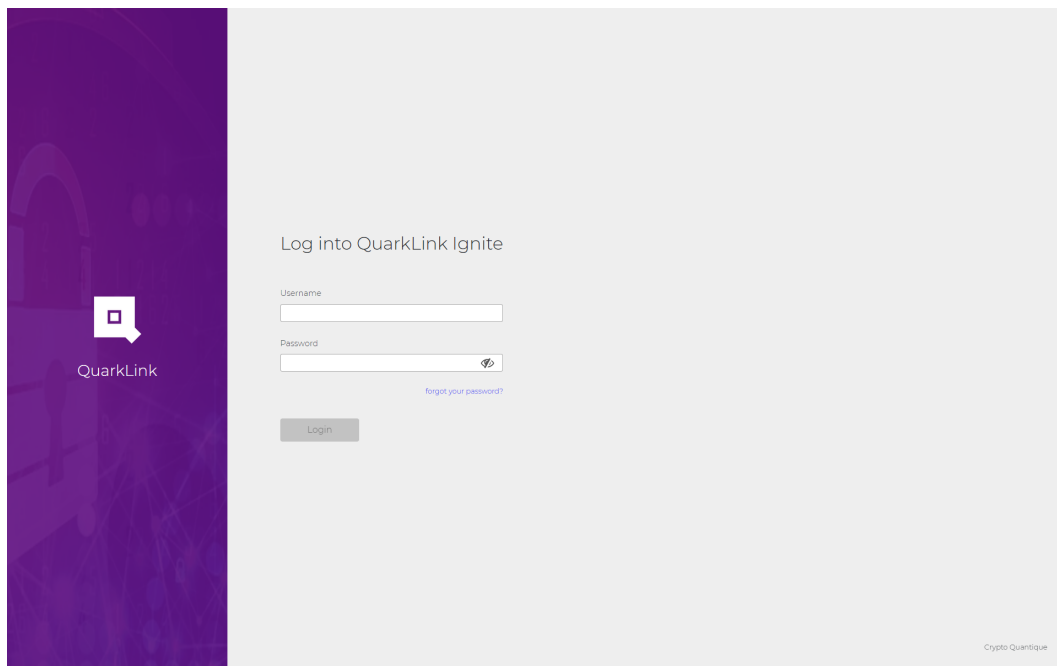 QuarkLink
Log into QuarkLink Ignite
Username
Password
forgot your password?
Login
Crypto Quantique